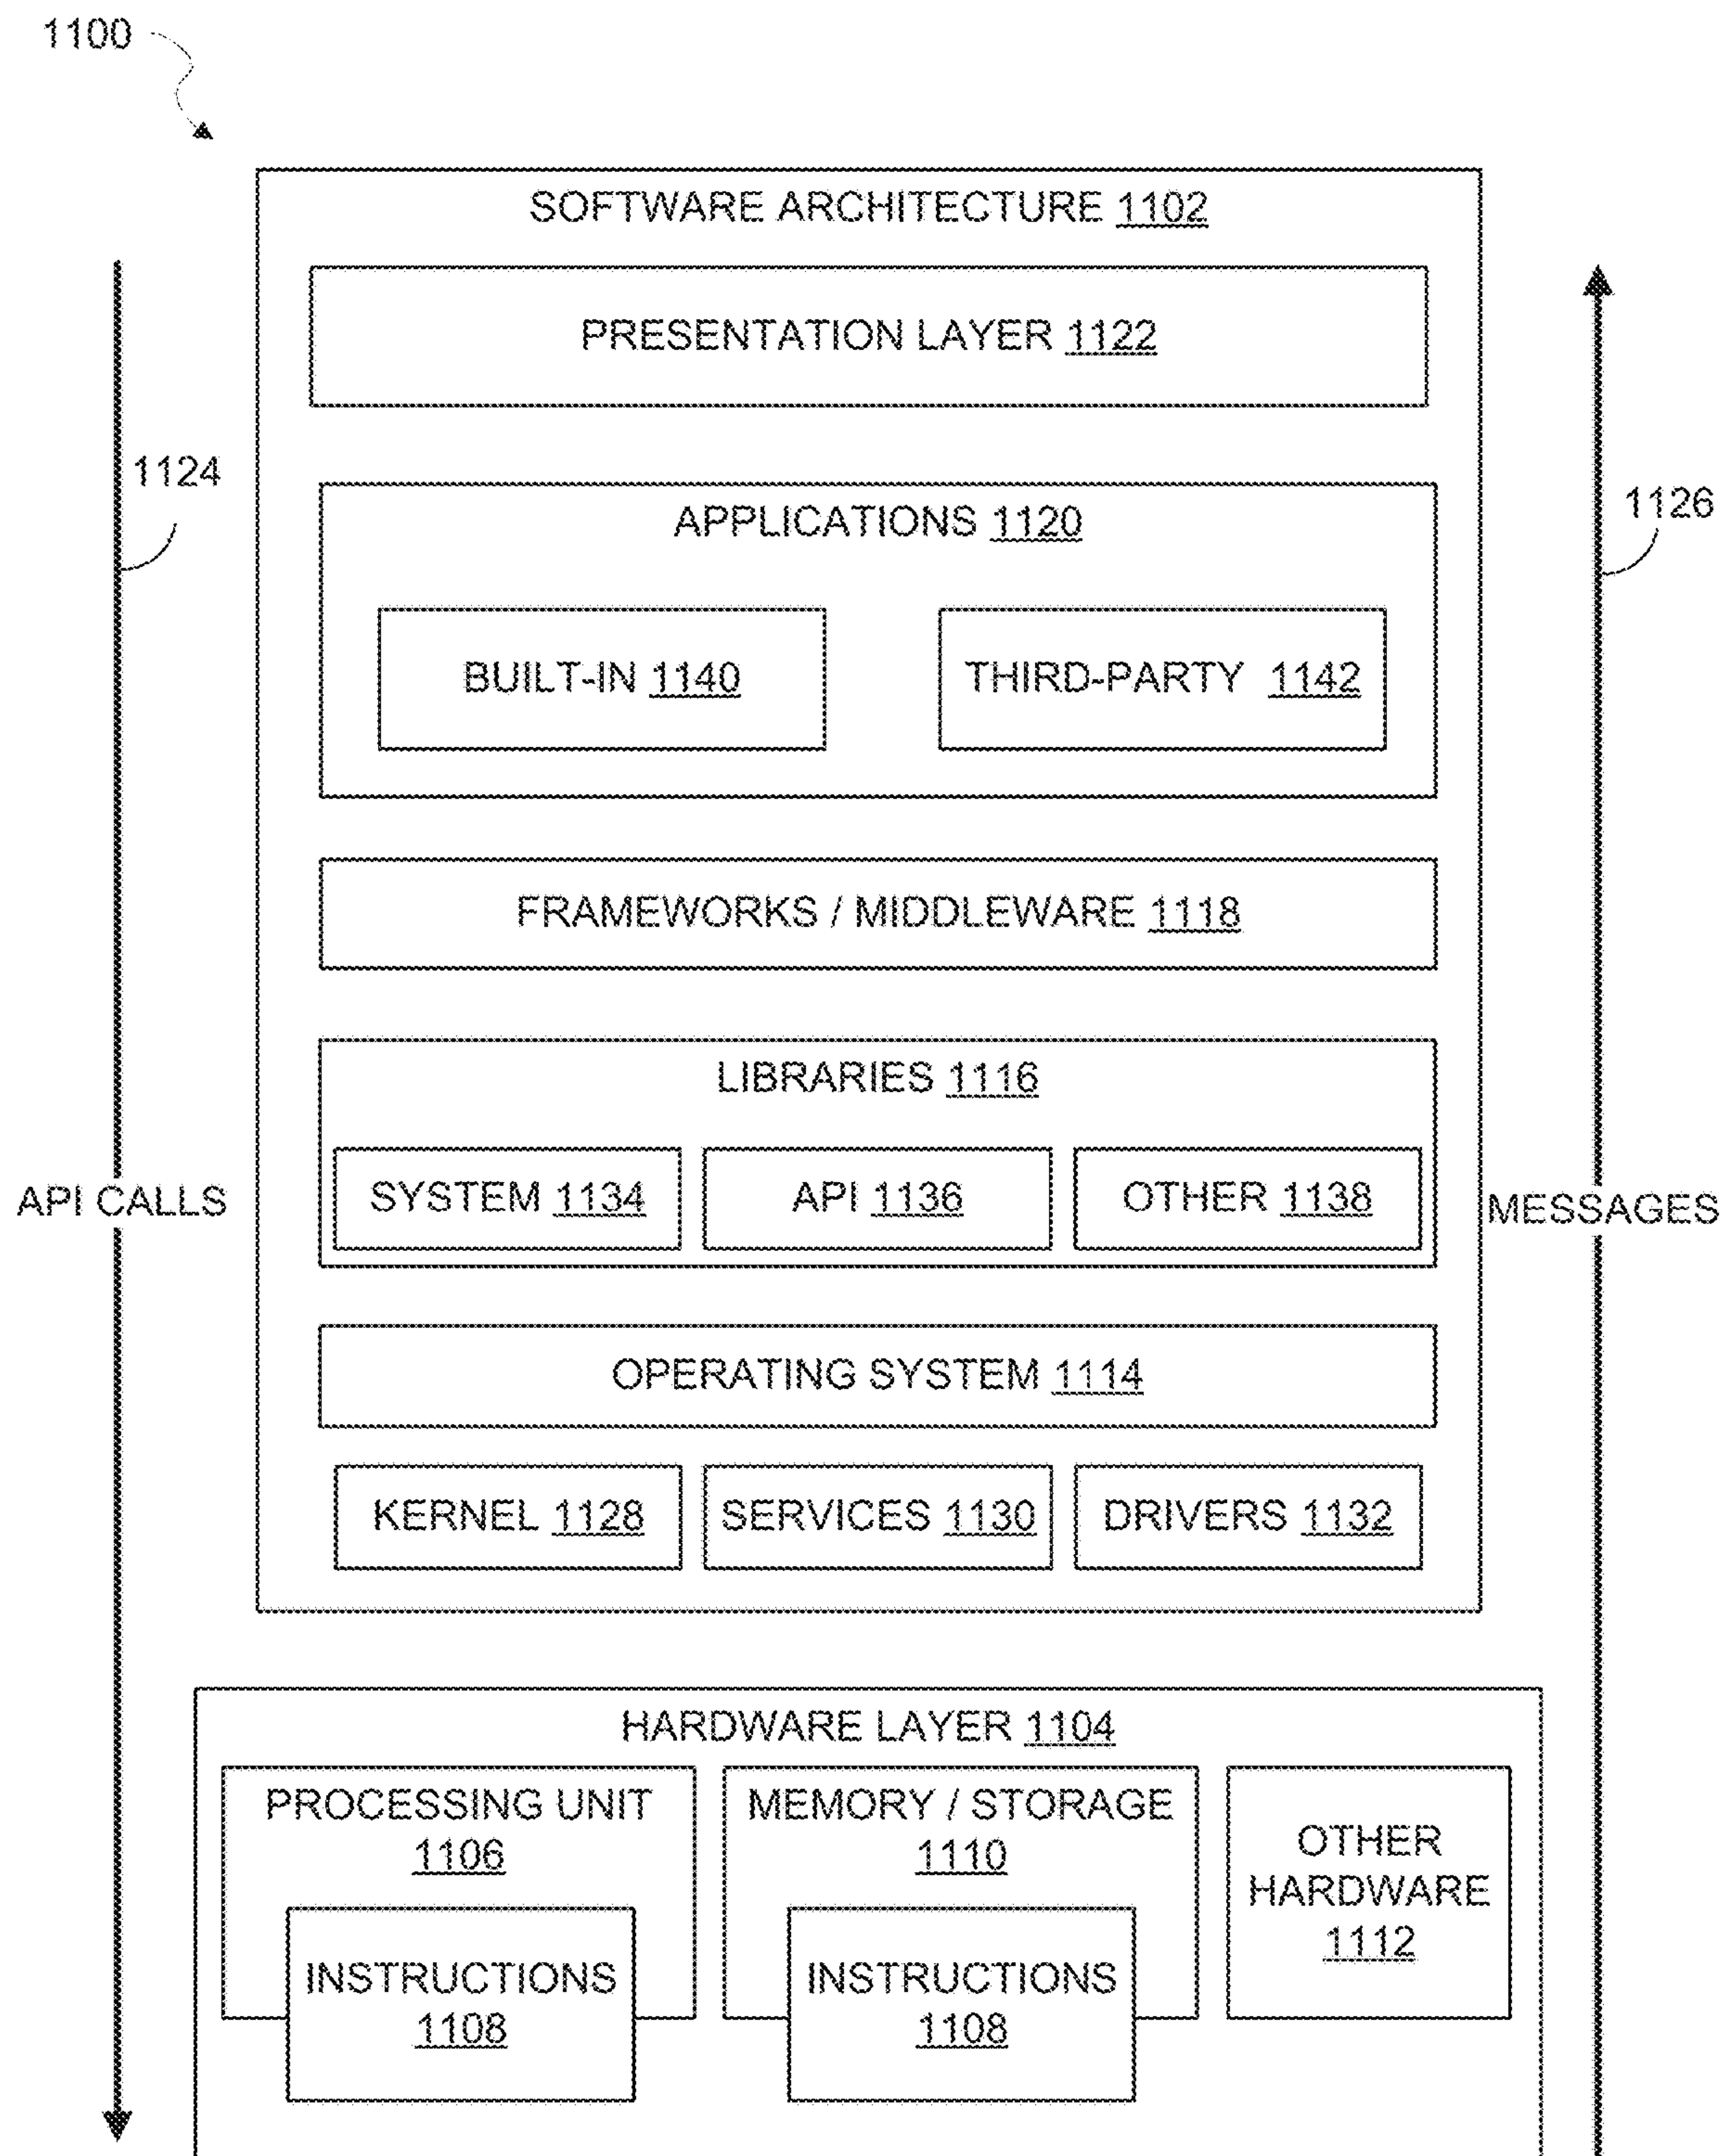 1100
SOFTWARE ARCHITECTURE 1102
PRESENTATION LAYER 1122
1124
1126
APPLICATIONS 1120
BUILT-IN 1140
THIRD-PARTY 1142
FRAMEWORKS / MIDDLEWARE 1118
LIBRARIES 1116
SYSTEM 1134
API 1136
OTHER 1138
API CALLS
MESSAGES
OPERATING SYSTEM 1114
KERNEL 1128
SERVICES 1130
DRIVERS 1132
HARDWARE LAYER 1104
PROCESSING UNIT
1106
INSTRUCTIONS
1108
MEMORY / STORAGE
1110
INSTRUCTIONS
1108
OTHER
HARDWARE
1112